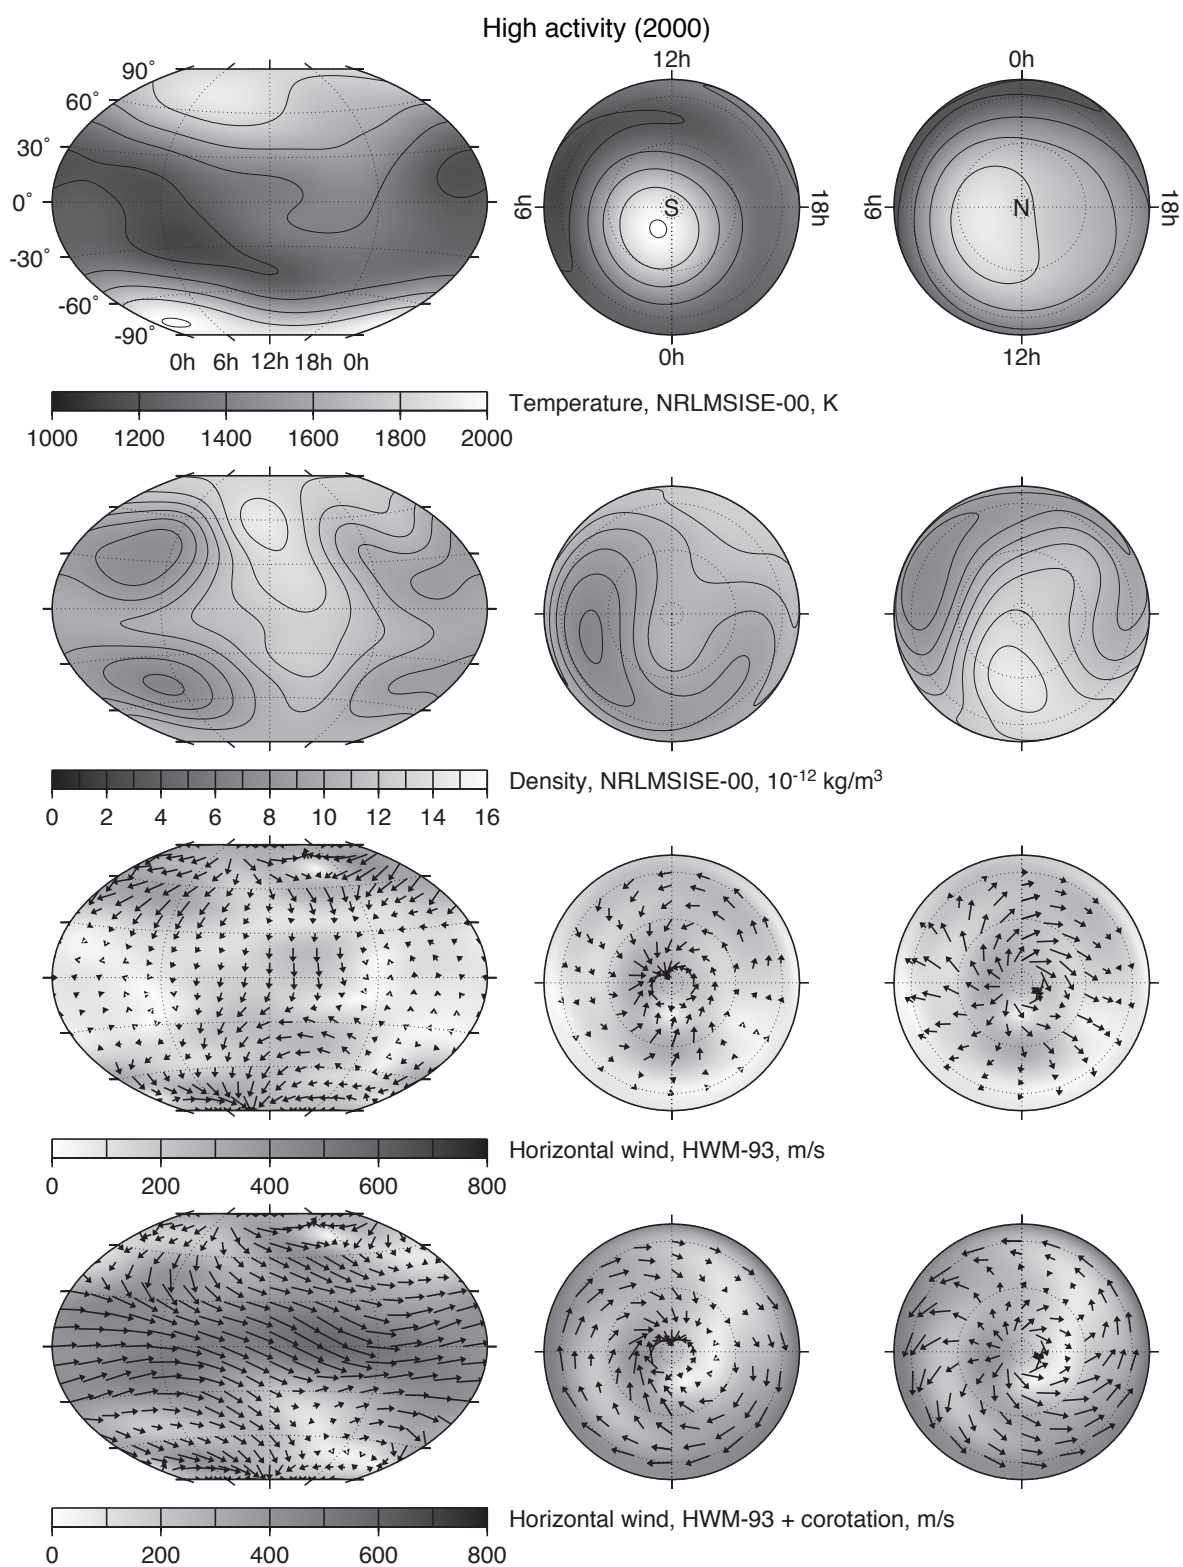 High activity (2000)
12h
0h
90°
60°
30°
0°
-30°
-60°
-90°
0h 6h 12h 18h 0h
6h
S
18h
0h
6h
N
18h
12h
Temperature, NRLMSISE-00, K
1000 1200 1400 1600 1800 2000
Density, NRLMSISE-00, 10⁻¹² kg/m³
0 2 4 6 8 10 12 14 16
Horizontal wind, HWM-93, m/s
0 200 400 600 800
Horizontal wind, HWM-93 + corotation, m/s
0 200 400 600 800